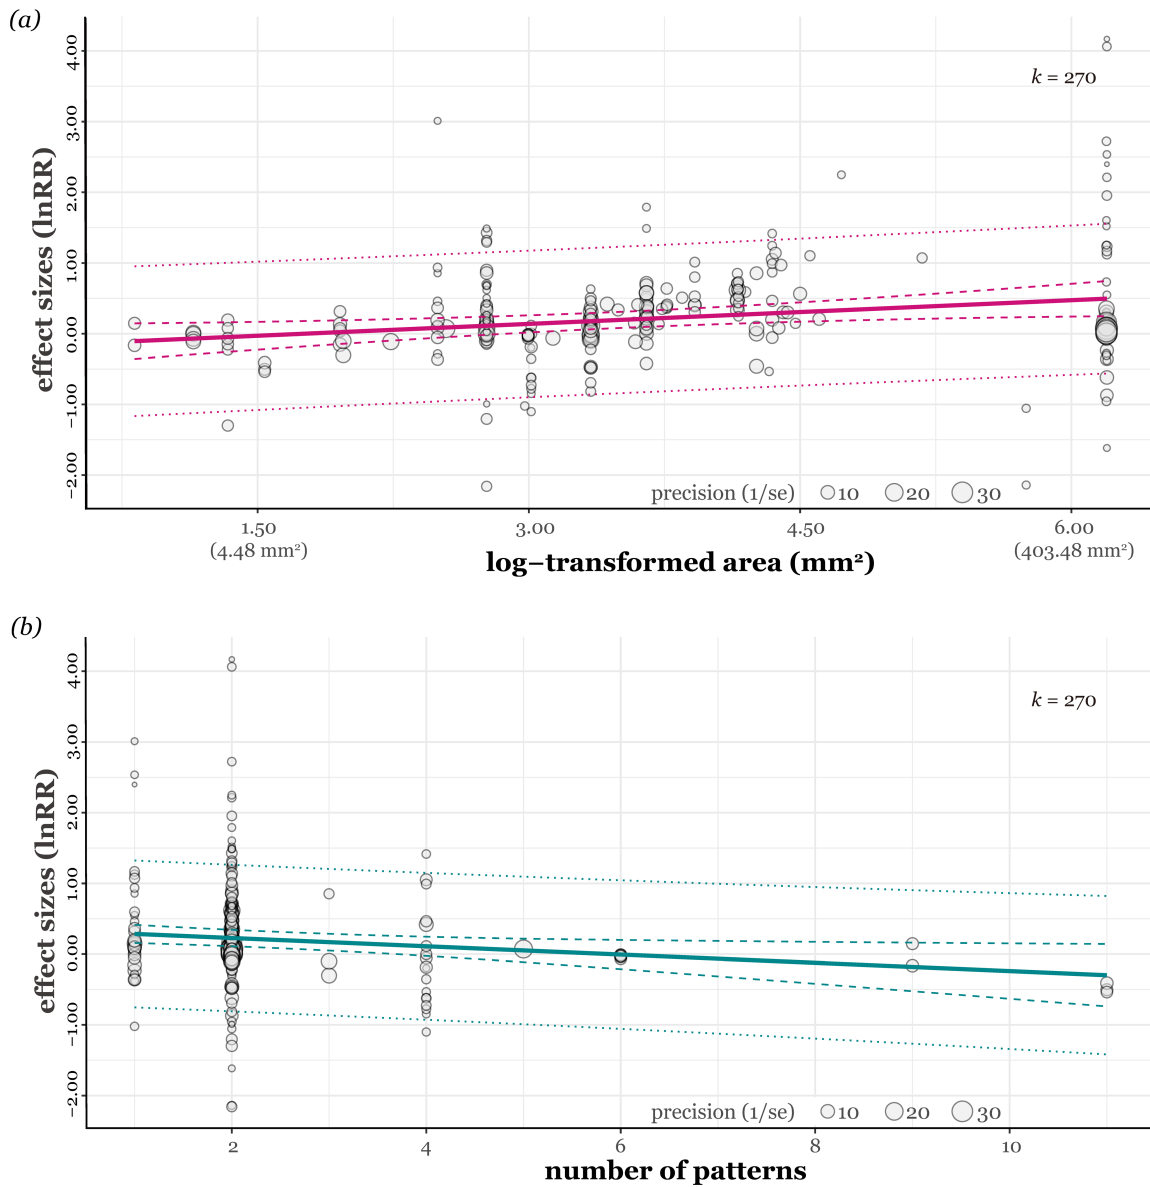 (a)
effect sizes (lnRR)
4.00
3.00
2.00
1.00
0.00
−1.00
−2.00
k = 270
precision (1/se) 10 20 30
1.50 3.00 4.50 6.00
(4.48 mm²) (403.48 mm²)
log−transformed area (mm²)
(b)
effect sizes (lnRR)
4.00
3.00
2.00
1.00
0.00
−1.00
−2.00
k = 270
precision (1/se) 10 20 30
2 4 6 8 10
number of patterns